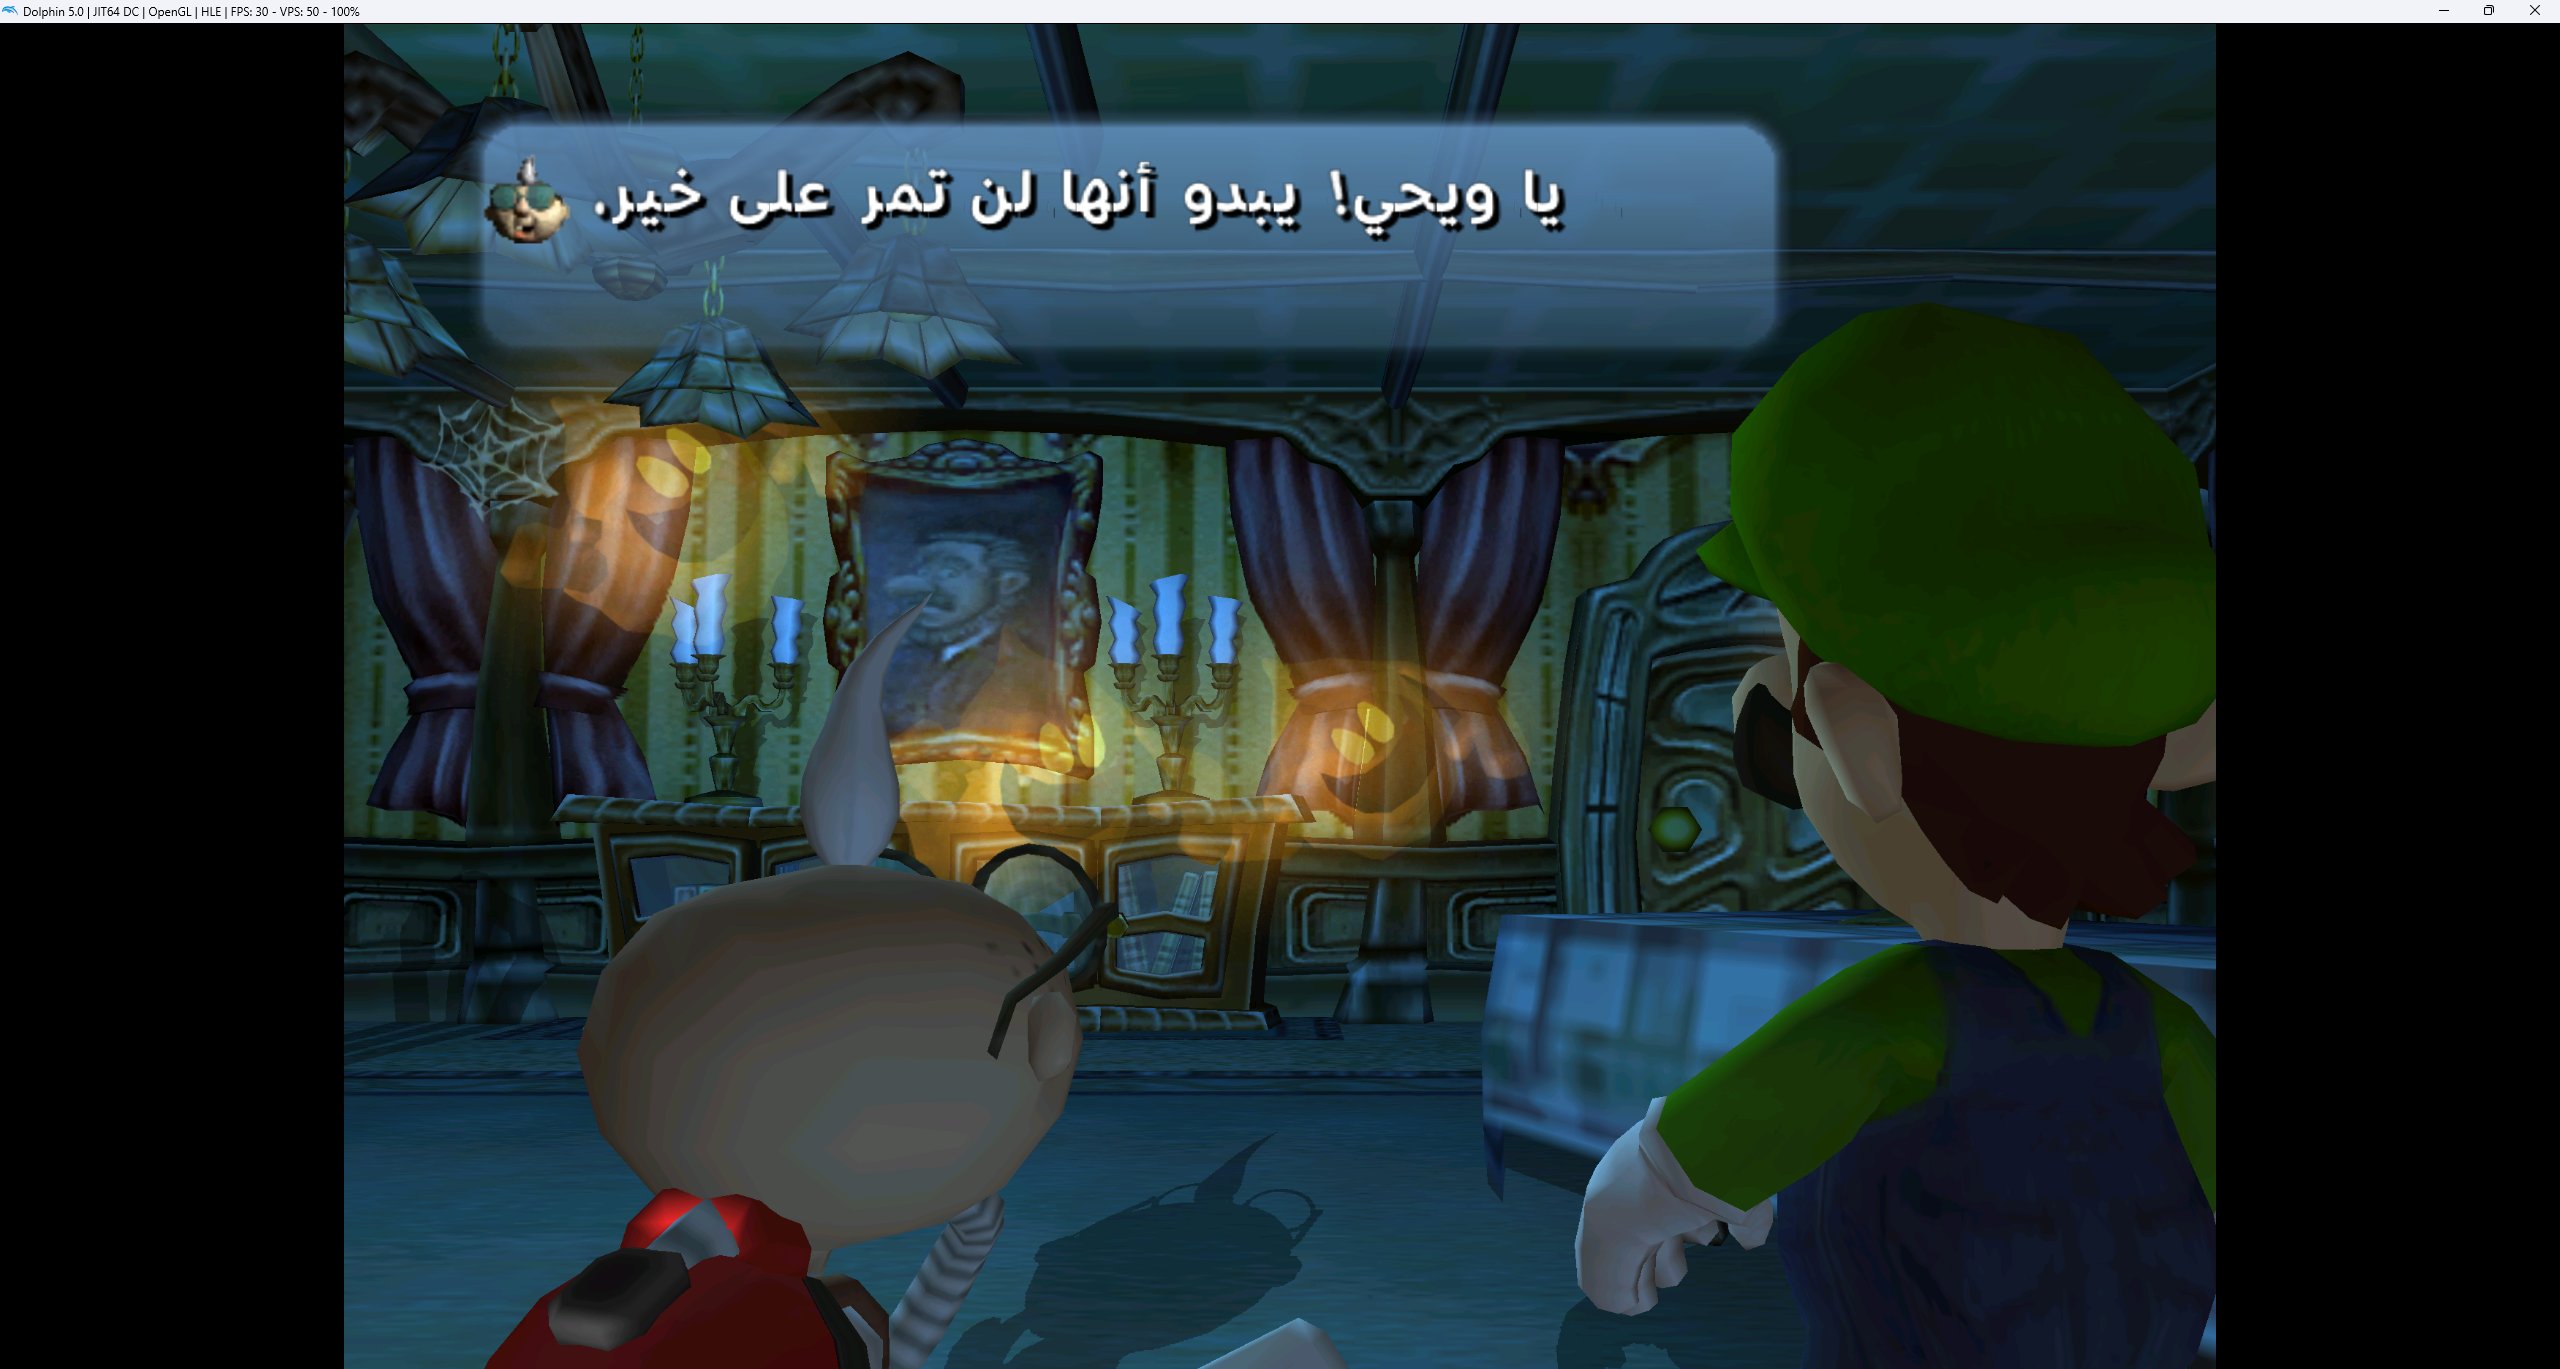 Dolphin 5.0 | JIT64 DC | OpenGL | HLE | FPS: 30 - VPS: 50 - 100%
يا ويحي! يبدو أنها لن تمر على خير.